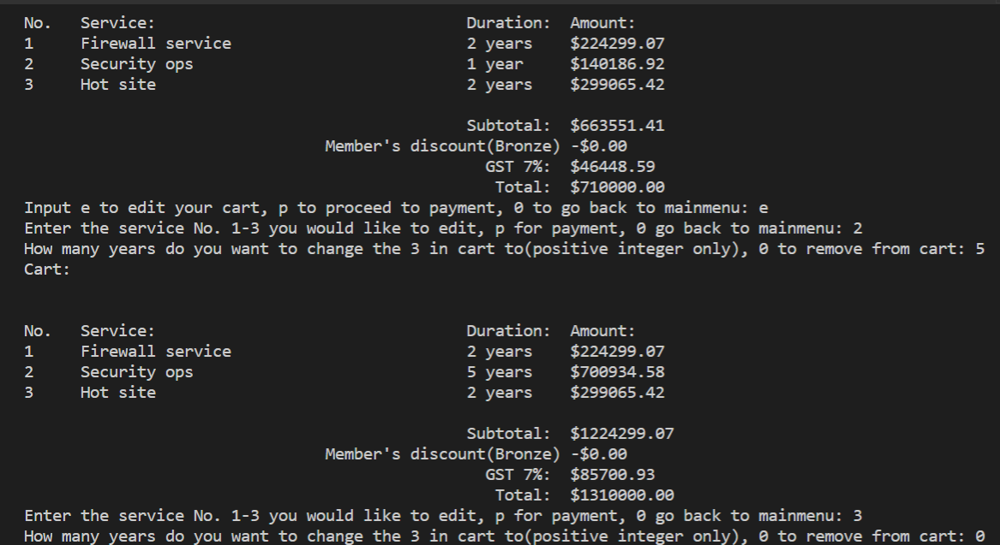 No. Service: Duration: Amount:
1 Firewall service 2 years $224299.07
2 Security ops 1 year $140186.92
3 Hot site 2 years $299065.42
Subtotal: $663551.41
Member's discount(Bronze) -$0.00
GST 7%: $46448.59
Total: $710000.00
Input e to edit your cart, p to proceed to payment, 0 to go back to mainmenu: e
Enter the service No. 1-3 you would like to edit, p for payment, 0 go back to mainmenu: 2
How many years do you want to change the 3 in cart to(positive integer only), 0 to remove from cart: 5
Cart:
No. Service: Duration: Amount:
1 Firewall service 2 years $224299.07
2 Security ops 5 years $700934.58
3 Hot site 2 years $299065.42
Subtotal: $1224299.07
Member's discount(Bronze) -$0.00
GST 7%: $85700.93
Total: $1310000.00
Enter the service No. 1-3 you would like to edit, p for payment, 0 go back to mainmenu: 3
How many years do you want to change the 3 in cart to(positive integer only), 0 to remove from cart: 0